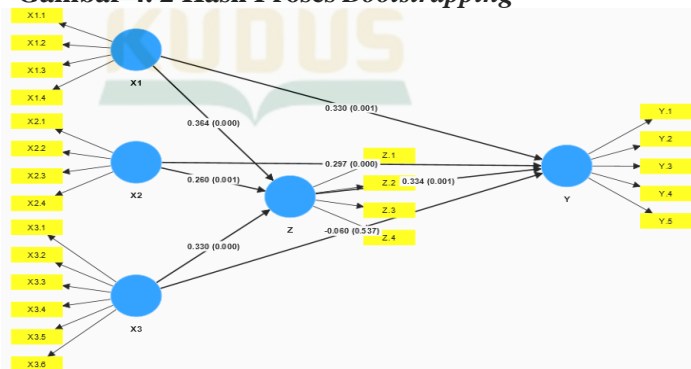 Gambar 4. 2 Hasil Proses Bootstrapping
KUDUS
X1.1
X1.2
X1.3
X1.4
X1
X2.1
X2.2
X2.3
X2.4
X2
X3.1
X3.2
X3.3
X3.4
X3.5
X3.6
X3
0.364 (0.000)
0.260 (0.001)
0.330 (0.000)
0.330 (0.001)
0.297 (0.000)
0.334 (0.001)
-0.060 (0.537)
Z
Z.1
Z.2
Z.3
Z.4
Y
Y.1
Y.2
Y.3
Y.4
Y.5